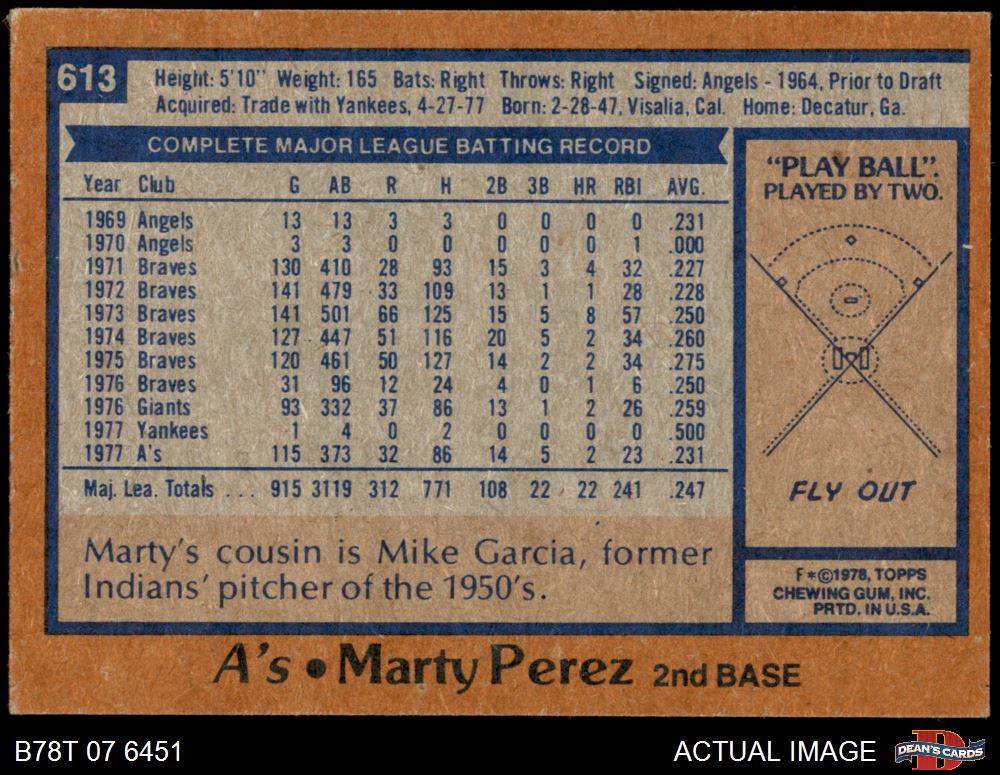 613
Height: 5'10" Weight: 165 Bats: Right Throws: Right Signed: Angels - 1964, Prior to Draft
Acquired: Trade with Yankees, 4-27-77 Born: 2-28-47, Visalia, Cal. Home: Decatur, Ga.
COMPLETE MAJOR LEAGUE BATTING RECORD
Year Club G AB R H 2B 3B HR RBI AVG.
1969 Angels 13 13 3 3 0 0 0 0 .231
1970 Angels 3 3 0 0 0 0 0 1 .000
1971 Braves 130 410 28 93 15 3 4 32 .227
1972 Braves 141 479 33 109 13 1 1 28 .228
1973 Braves 141 501 66 125 15 5 8 57 .250
1974 Braves 127 447 51 116 20 5 2 34 .260
1975 Braves 120 461 50 127 14 2 2 34 .275
1976 Braves 31 96 12 24 4 0 1 6 .250
1976 Giants 93 332 37 86 13 1 2 26 .259
1977 Yankees 1 4 0 2 0 0 0 0 .500
1977 A's 115 373 32 86 14 5 2 23 .231
Maj. Lea. Totals ... 915 3119 312 771 108 22 22 241 .247
Marty's cousin is Mike Garcia, former
Indians' pitcher of the 1950's.
"PLAY BALL".
PLAYED BY TWO.
FLY OUT
F*©1978, TOPPS
CHEWING GUM, INC.
PRTD. IN U.S.A.
A's • Marty Perez 2nd BASE
B78T 07 6451
ACTUAL IMAGE
DEAN'S CARDS